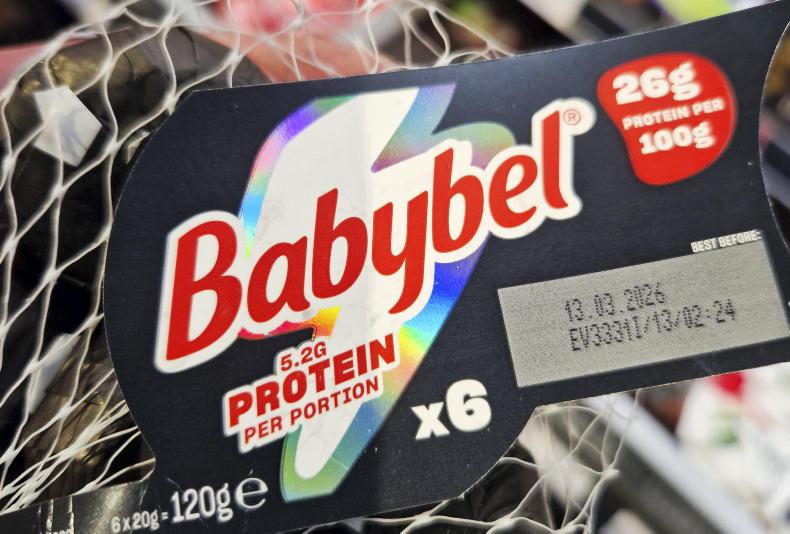 26g
PROTEIN PER
100g
Babybel®
BEST BEFORE:
13.03.2026
EV3331I/13/02:24
5.2G
PROTEIN
PER PORTION
x6
6x20g=120g℮